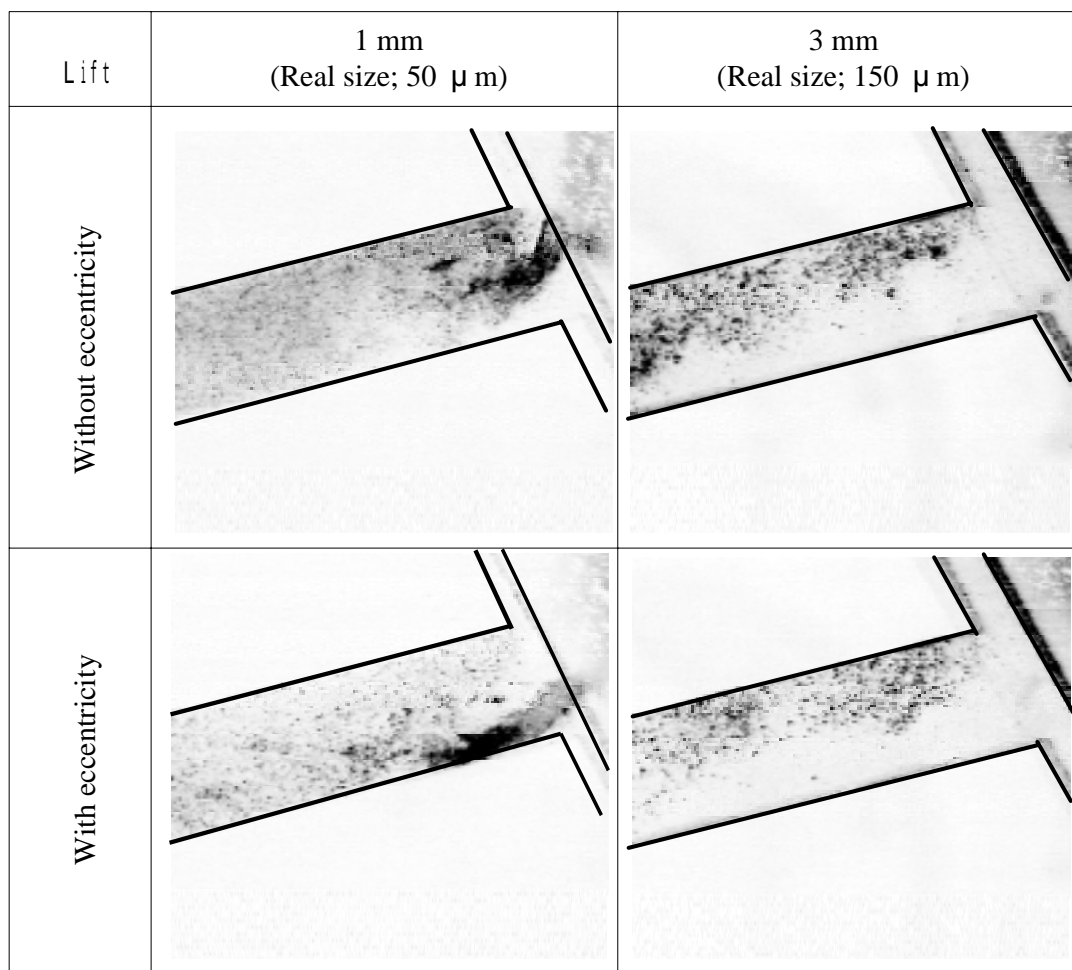 Lift
1 mm
(Real size; 50 μm)
3 mm
(Real size; 150 μm)
Without eccentricity
With eccentricity